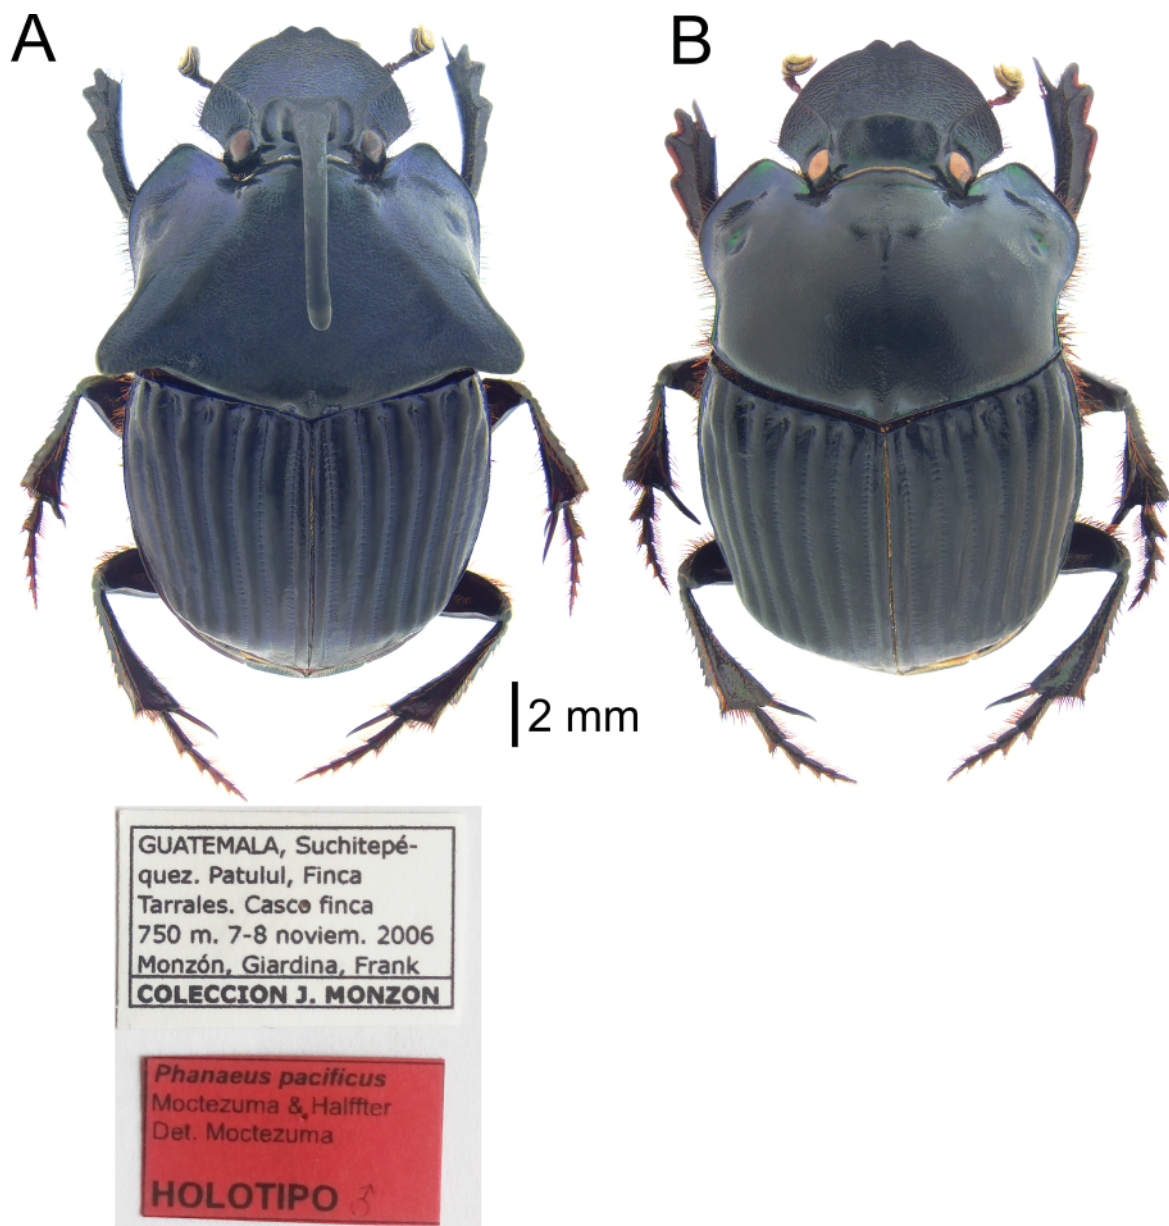 A
B
2 mm
GUATEMALA, Suchitepé-
quez. Patulul, Finca
Tarrales. Casco finca
750 m. 7-8 noviem. 2006
Monzón, Giardina, Frank
COLECCION J. MONZON
Phanaeus pacificus
Moctezuma & Halffter
Det. Moctezuma
HOLOTIPO ♂